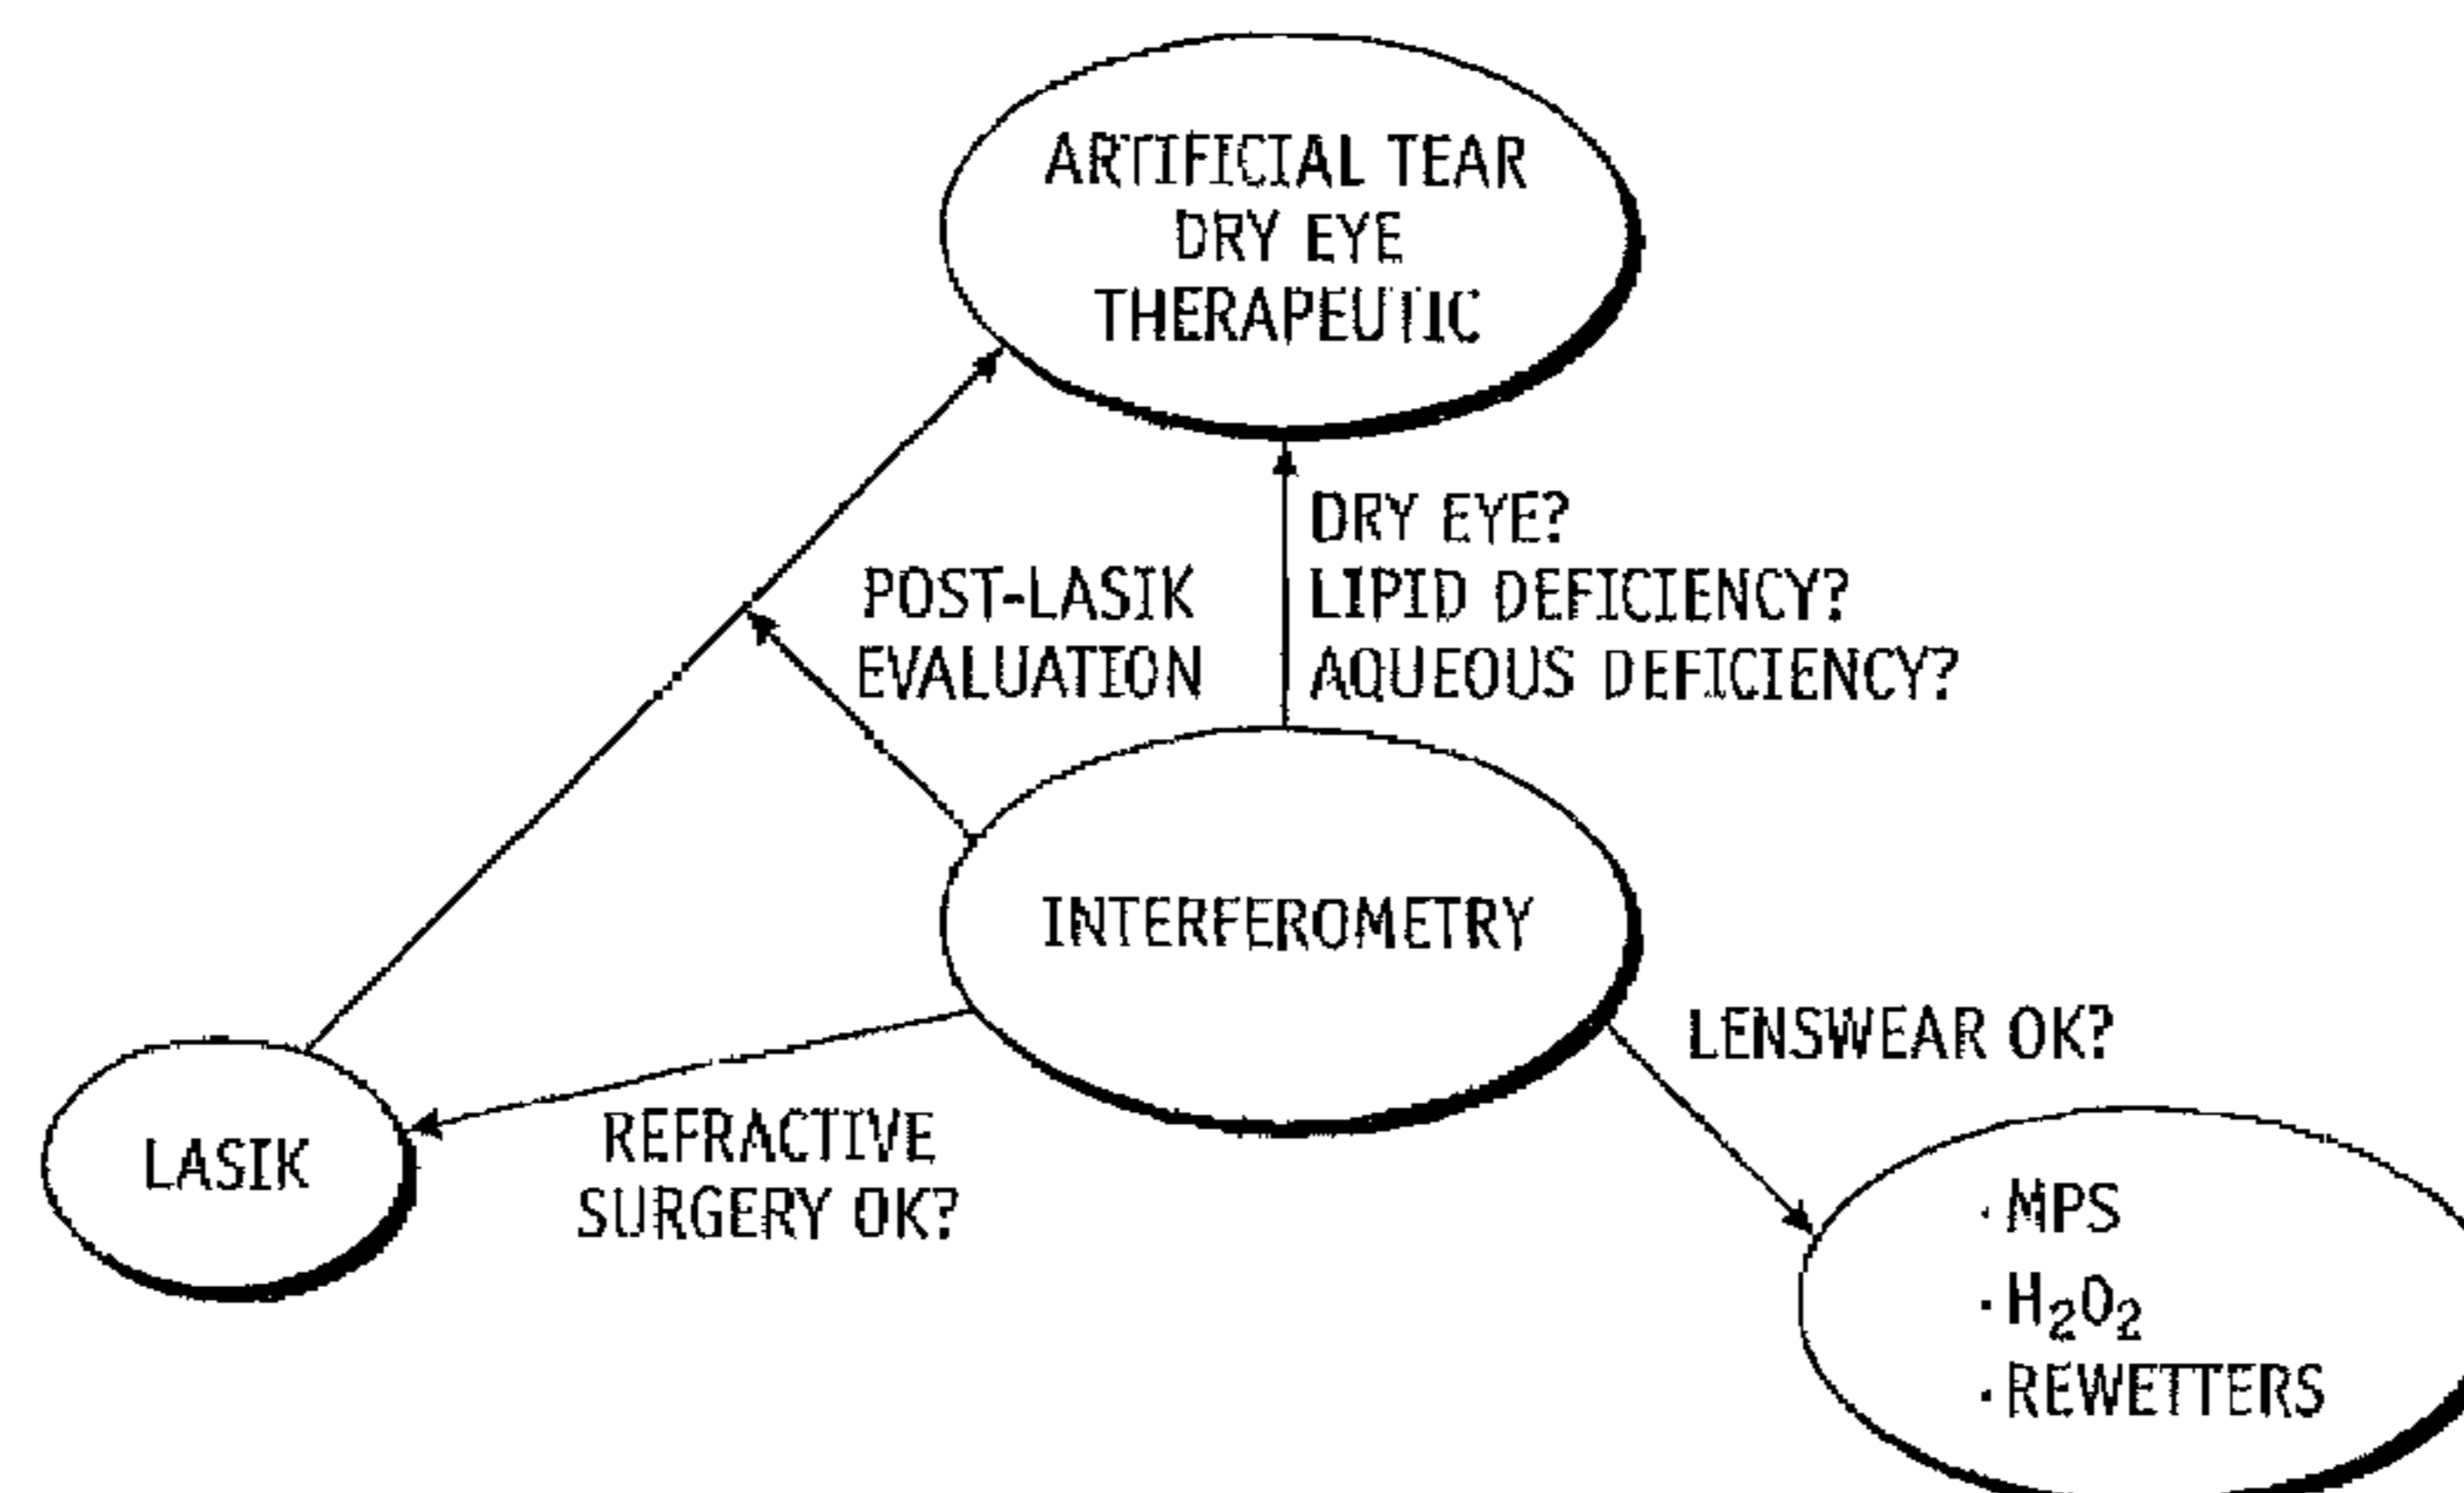 ARTIFICIAL TEAR
DRY EYE
THERAPEUTIC
DRY EYE?
LIPID DEFICIENCY?
AQUEOUS DEFICIENCY?
POST-LASIK
EVALUATION
INTERFEROMETRY
LENSWEAR OK?
LASIK
REFRACTIVE
SURGERY OK?
· MPS
· H₂O₂
· REWETTERS